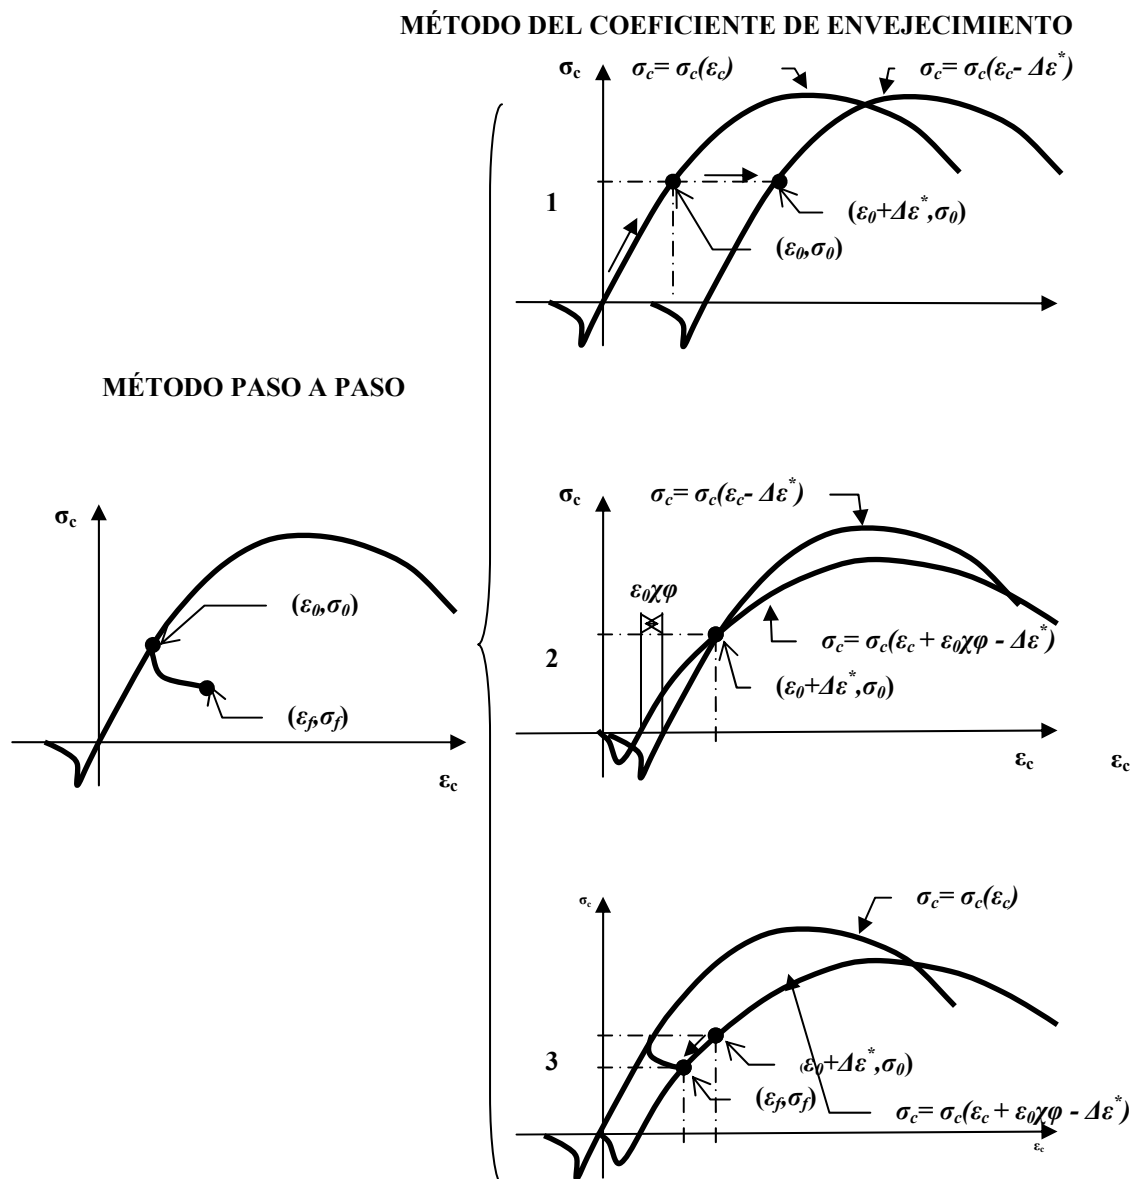 MÉTODO DEL COEFICIENTE DE ENVEJECIMIENTO
σc
σc= σc(εc)
σc= σc(εc- Δε*)
1
(ε0+Δε*,σ0)
(ε0,σ0)
MÉTODO PASO A PASO
σc
(ε0,σ0)
(εf,σf)
εc
σc
σc= σc(εc- Δε*)
ε0χφ
2
σc= σc(εc + ε0χφ - Δε*)
(ε0+Δε*,σ0)
εc
εc
σc
σc= σc(εc)
3
(ε0+Δε*,σ0)
(εf,σf)
σc= σc(εc + ε0χφ - Δε*)
εc